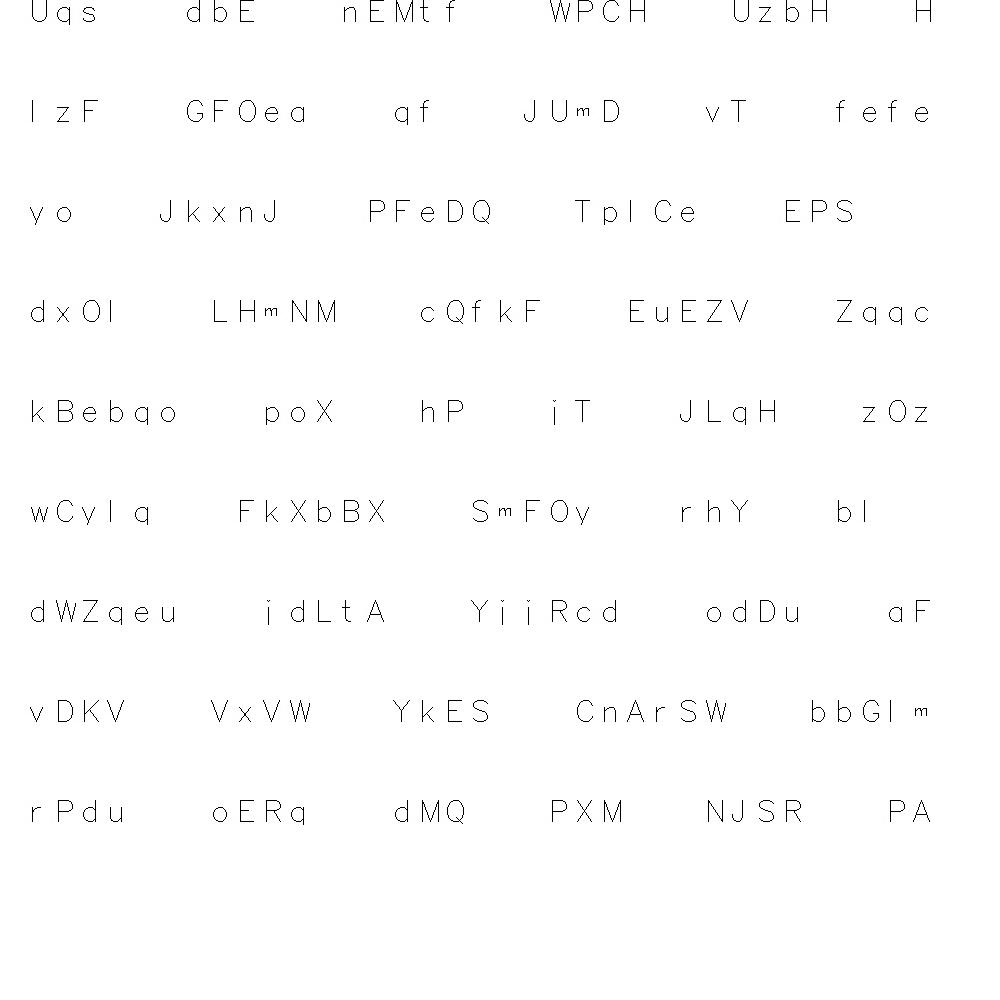 Uqs dbE nEMtf WPCH UzbH H
lzF GFOea qf JUmD vT fefe
yo JkxnJ PFeDQ TplCe EPS
dxOl LHmNM cQfkF EuEZV Zqqc
kBebqo poX hP jT JLqH zOz
wCylq FkXbBX SmFOy rhY bl
dWZqeu jdLtA YjjRcd odDu aF
vDKV VxVW YkES CnArSW bbGlm
rPdu oERq dMQ PXM NJSR PA